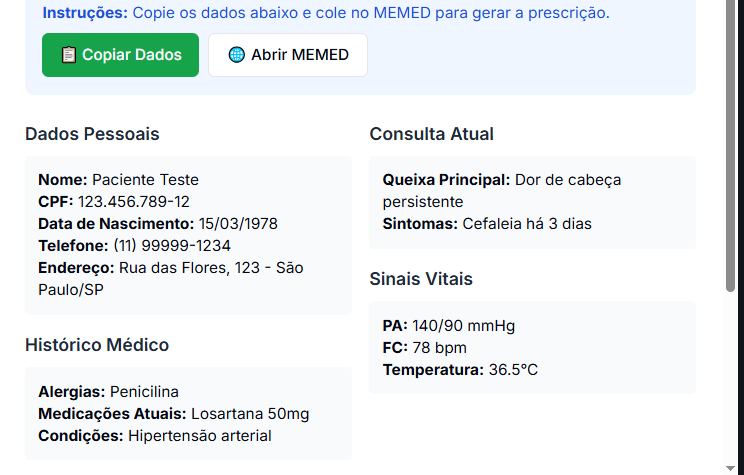 Instruções: Copie os dados abaixo e cole no MEMED para gerar a prescrição.
Copiar Dados
Abrir MEMED
Dados Pessoais
Nome: Paciente Teste
CPF: 123.456.789-12
Data de Nascimento: 15/03/1978
Telefone: (11) 99999-1234
Endereço: Rua das Flores, 123 - São
Paulo/SP
Histórico Médico
Alergias: Penicilina
Medicações Atuais: Losartana 50mg
Condições: Hipertensão arterial
Consulta Atual
Queixa Principal: Dor de cabeça
persistente
Sintomas: Cefaleia há 3 dias
Sinais Vitais
PA: 140/90 mmHg
FC: 78 bpm
Temperatura: 36.5°C